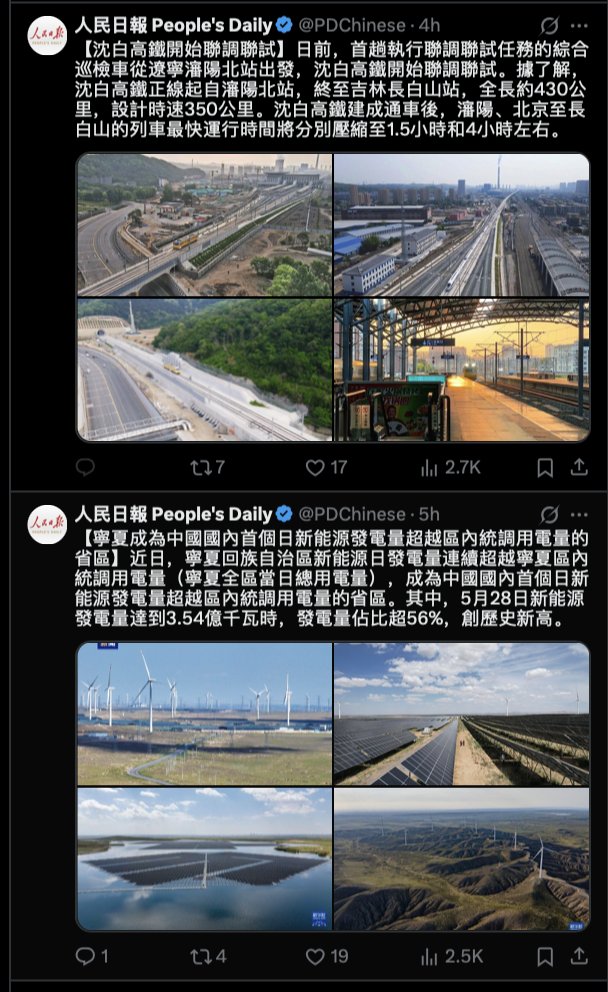 人民日報 People's Daily @PDChinese · 4h
【沈白高鐵開始聯調聯試】日前，首趟執行聯調聯試任務的綜合
巡檢車從遼寧瀋陽北站出發，沈白高鐵開始聯調聯試。據了解，
沈白高鐵正線起自瀋陽北站，終至吉林長白山站，全長約430公
里，設計時速350公里。沈白高鐵建成通車後，瀋陽、北京至長
白山的列車最快運行時間將分別壓縮至1.5小時和4小時左右。
7 17 2.7K
人民日報 People's Daily @PDChinese · 5h
【寧夏成為中國國內首個日新能源發電量超越區內統調用電量的
省區】近日，寧夏回族自治區新能源日發電量連續超越寧夏區內
統調用電量（寧夏全區當日總用電量），成為中國國內首個日新
能源發電量超越區內統調用電量的省區。其中，5月28日新能源
發電量達到3.54億千瓦時，發電量佔比超56%，創歷史新高。
1 4 19 2.5K